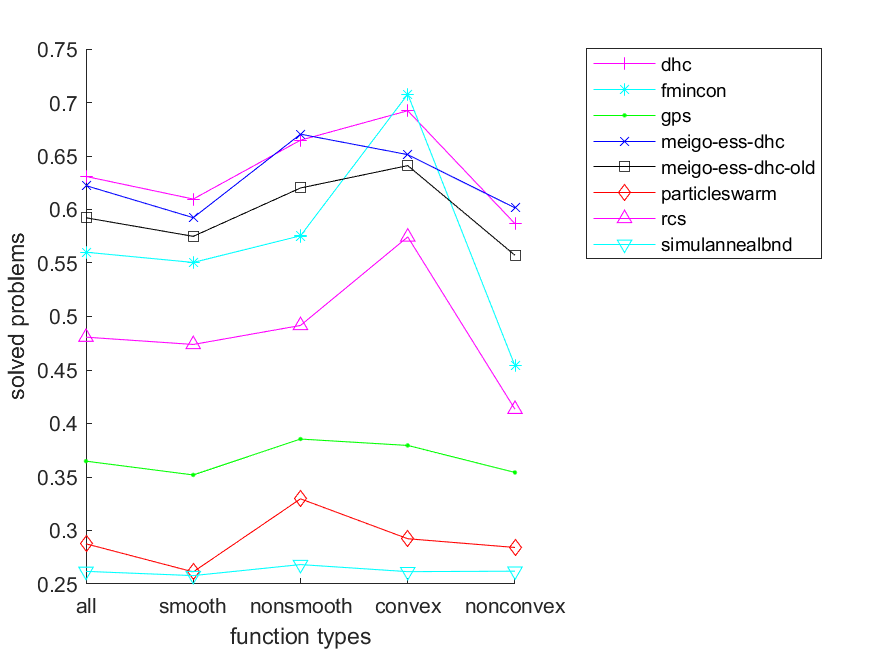 0.75
0.7
0.65
0.6
0.55
0.5
0.45
0.4
0.35
0.3
0.25
solved problems
all smooth nonsmooth convex nonconvex
function types
dhc
fmincon
gps
meigo-ess-dhc
meigo-ess-dhc-old
particleswarm
rcs
simulannealbnd